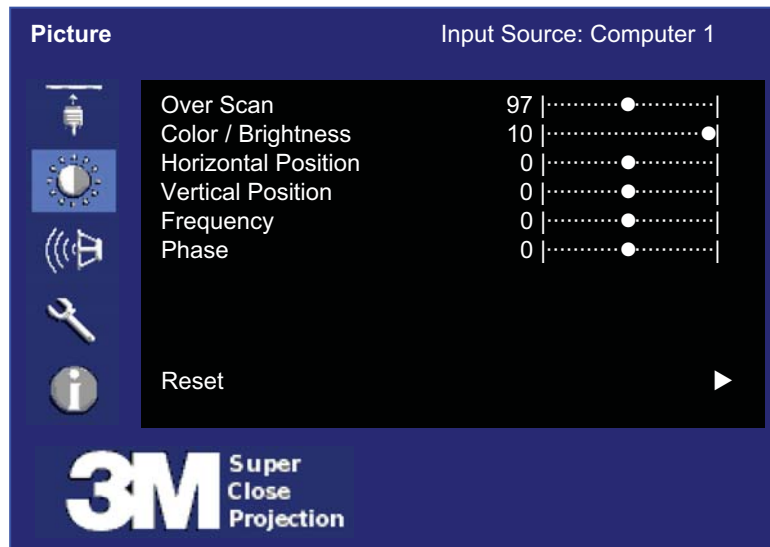 Picture Input Source: Computer 1
Over Scan 97
Color / Brightness 10
Horizontal Position 0
Vertical Position 0
Frequency 0
Phase 0
Reset
3M Super
Close
Projection